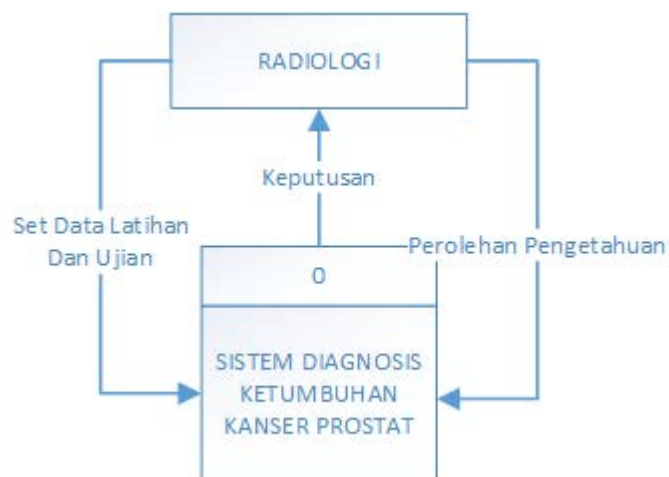 RADIOLOGI
Keputusan
Set Data Latihan
Dan Ujian
Perolehan Pengetahuan
0
SISTEM DIAGNOSIS
KETUMBUHAN
KANSER PROSTAT